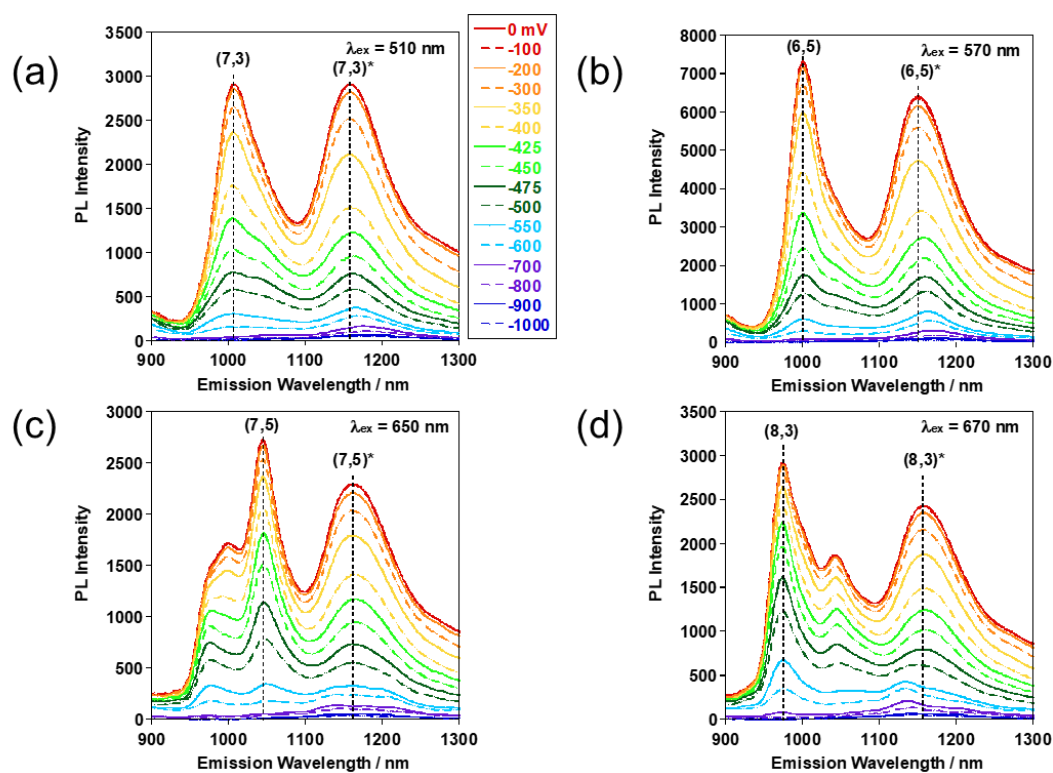 (a)
3500
3000
2500
2000
1500
1000
500
0
PL Intensity
(7,3)
(7,3)*
λex = 510 nm
900 1000 1100 1200 1300
Emission Wavelength / nm
0 mV
-100
-200
-300
-350
-400
-425
-450
-475
-500
-550
-600
-700
-800
-900
-1000
(b)
8000
7000
6000
5000
4000
3000
2000
1000
0
PL Intensity
(6,5)
(6,5)*
λex = 570 nm
900 1000 1100 1200 1300
Emission Wavelength / nm
(c)
3000
2500
2000
1500
1000
500
0
PL Intensity
(7,5)
(7,5)*
λex = 650 nm
900 1000 1100 1200 1300
Emission Wavelength / nm
(d)
3500
3000
2500
2000
1500
1000
500
0
PL Intensity
(8,3)
(8,3)*
λex = 670 nm
900 1000 1100 1200 1300
Emission Wavelength / nm